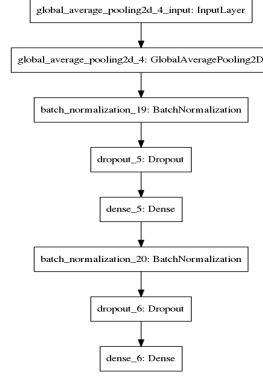 global_average_pooling2d_4_input: InputLayer
global_average_pooling2d_4: GlobalAveragePooling2D
batch_normalization_19: BatchNormalization
dropout_5: Dropout
dense_5: Dense
batch_normalization_20: BatchNormalization
dropout_6: Dropout
dense_6: Dense